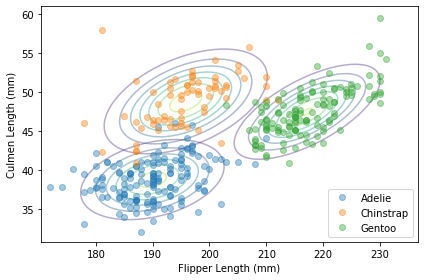 60
55
50
45
40
35
Culmen Length (mm)
180
190
200
210
220
230
Flipper Length (mm)
Adelie
Chinstrap
Gentoo